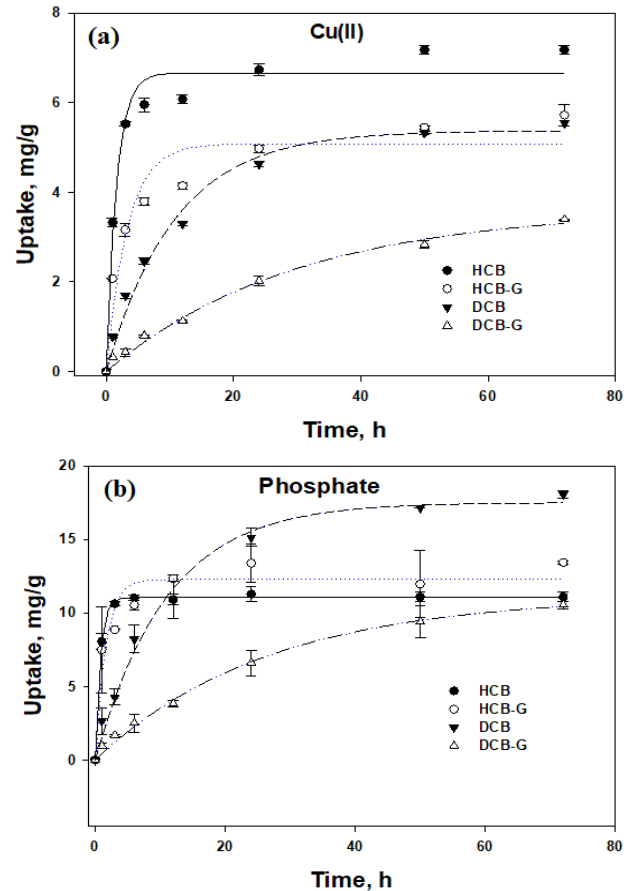 (a)
Cu(II)
8
6
4
2
0
Uptake, mg/g
HCB
HCB-G
DCB
DCB-G
0 20 40 60 80
Time, h
(b)
Phosphate
20
15
10
5
0
Uptake, mg/g
HCB
HCB-G
DCB
DCB-G
0 20 40 60 80
Time, h